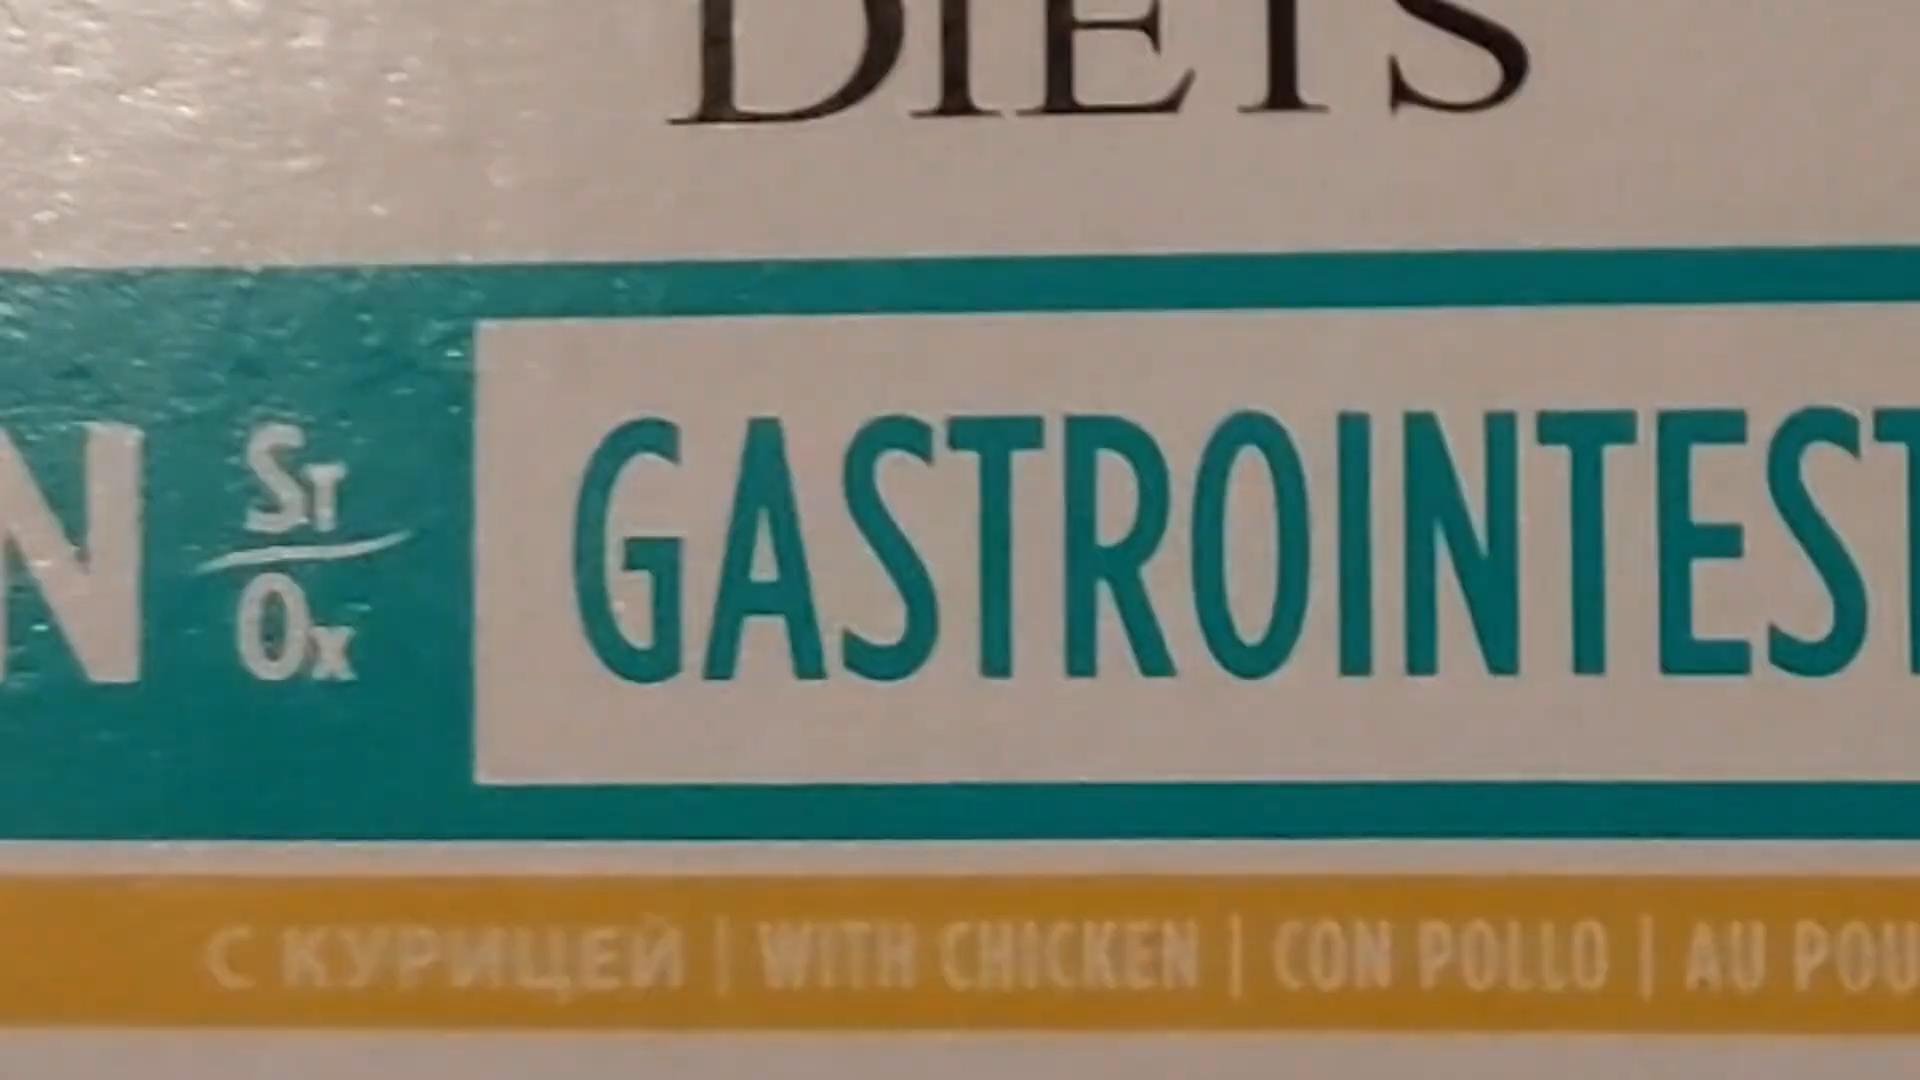 DIETS
N St/Ox GASTROINTEST
С КУРИЦЕЙ | WITH CHICKEN | CON POLLO | AU POU